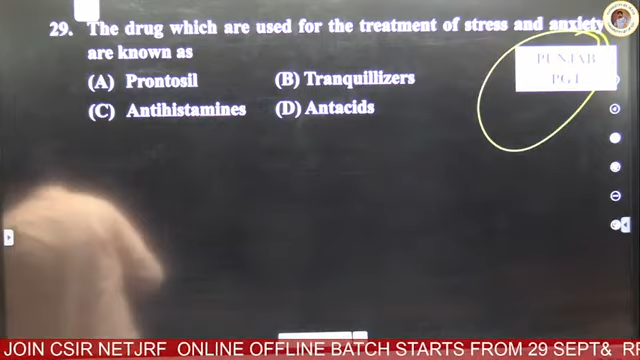 29. The drug which are used for the treatment of stress and anxiety
are known as
PUNJAB
(A) Prontosil (B) Tranquillizers
(C) Antihistamines (D) Antacids
JOIN CSIR NETJRF ONLINE OFFLINE BATCH STARTS FROM 29 SEPT&